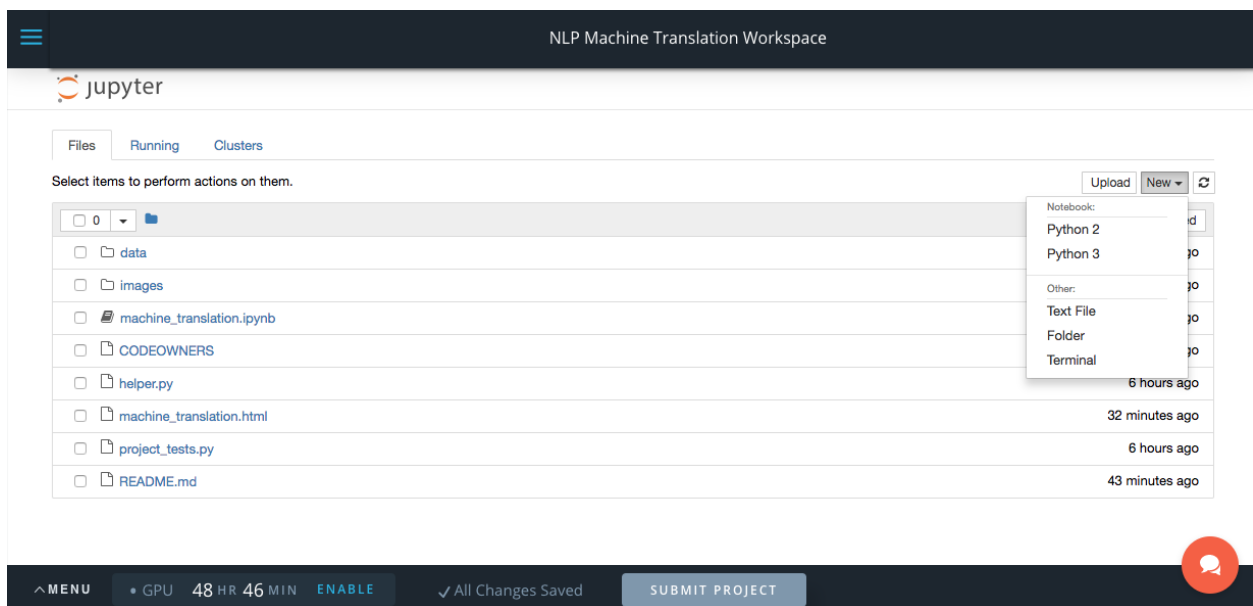 NLP Machine Translation Workspace
jupyter
Files Running Clusters
Select items to perform actions on them.
Upload New
0
Notebook:
Python 2
Python 3
Other:
Text File
Folder
Terminal
data
images
machine_translation.ipynb
CODEOWNERS
helper.py 6 hours ago
machine_translation.html 32 minutes ago
project_tests.py 6 hours ago
README.md 43 minutes ago
MENU GPU 48 HR 46 MIN ENABLE All Changes Saved SUBMIT PROJECT